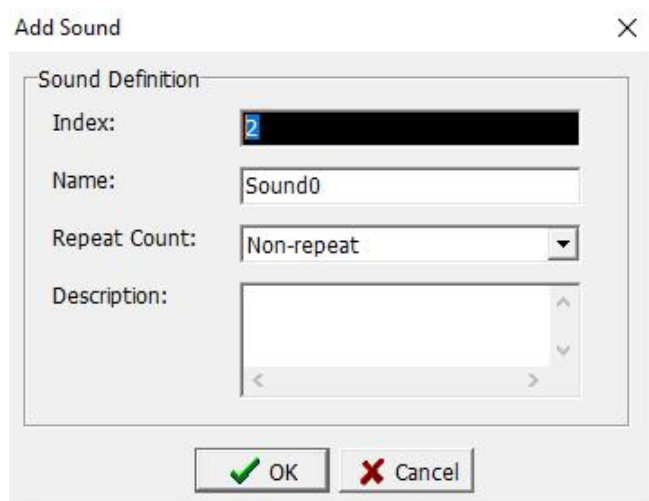 Add Sound
Sound Definition
Index: 2
Name: Sound0
Repeat Count: Non-repeat
Description:
OK Cancel